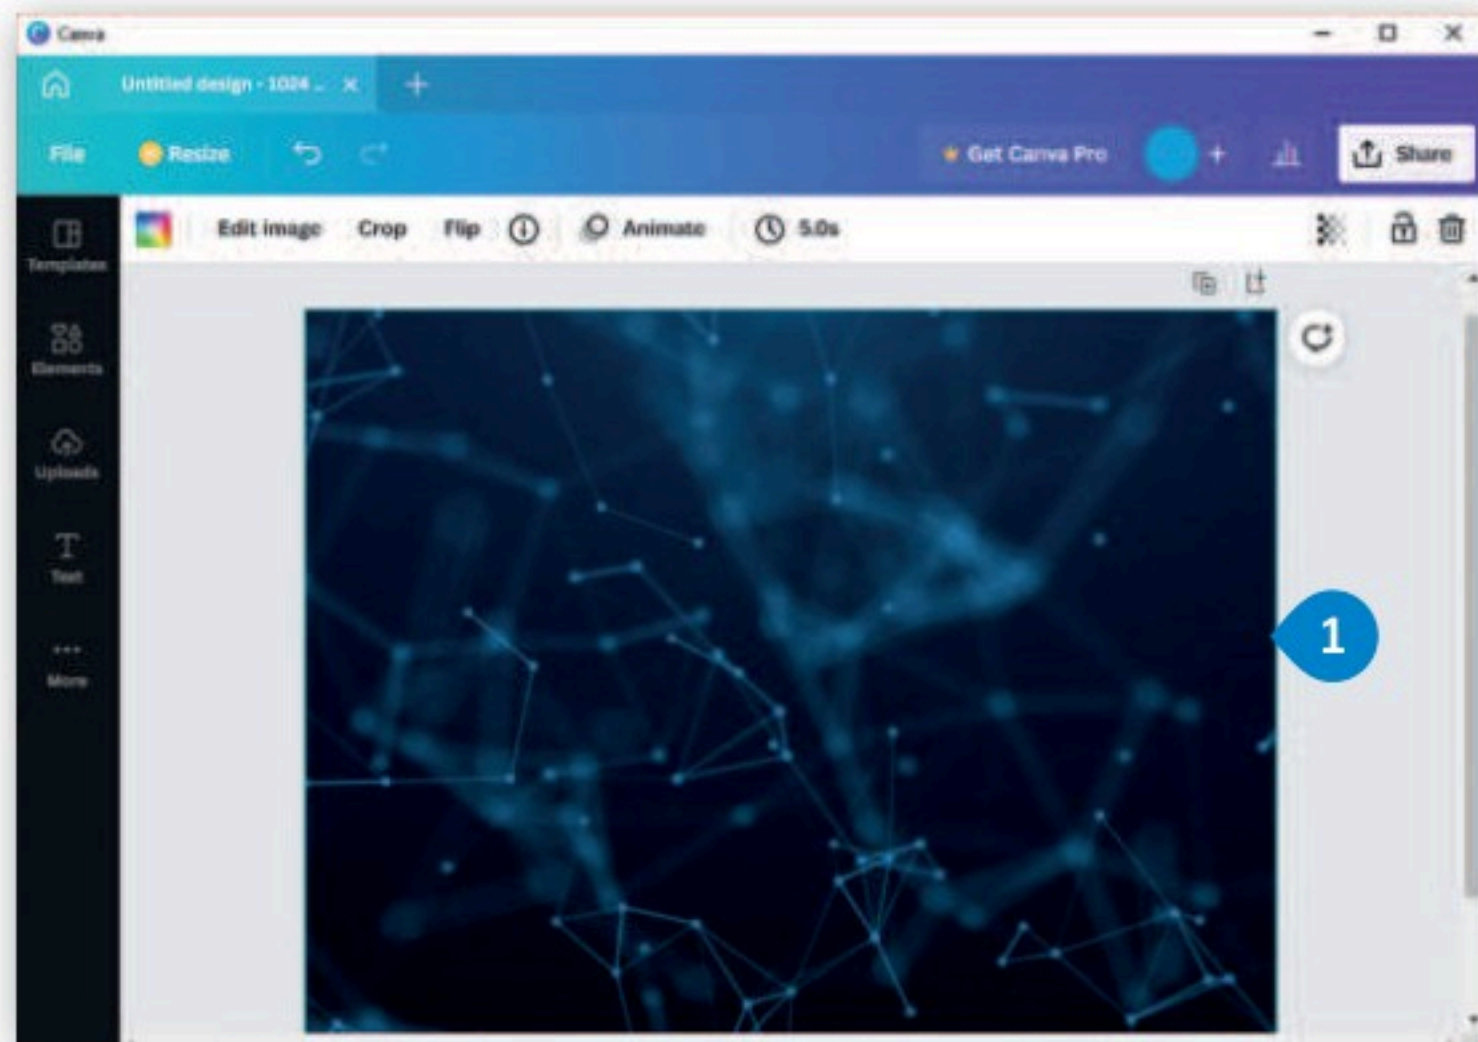 Canva
Untitled design - 1024 ...
File Resize Get Canva Pro Share
Edit image Crop Flip Animate 5.0s
Templates
Elements
Uploads
Text
More
1